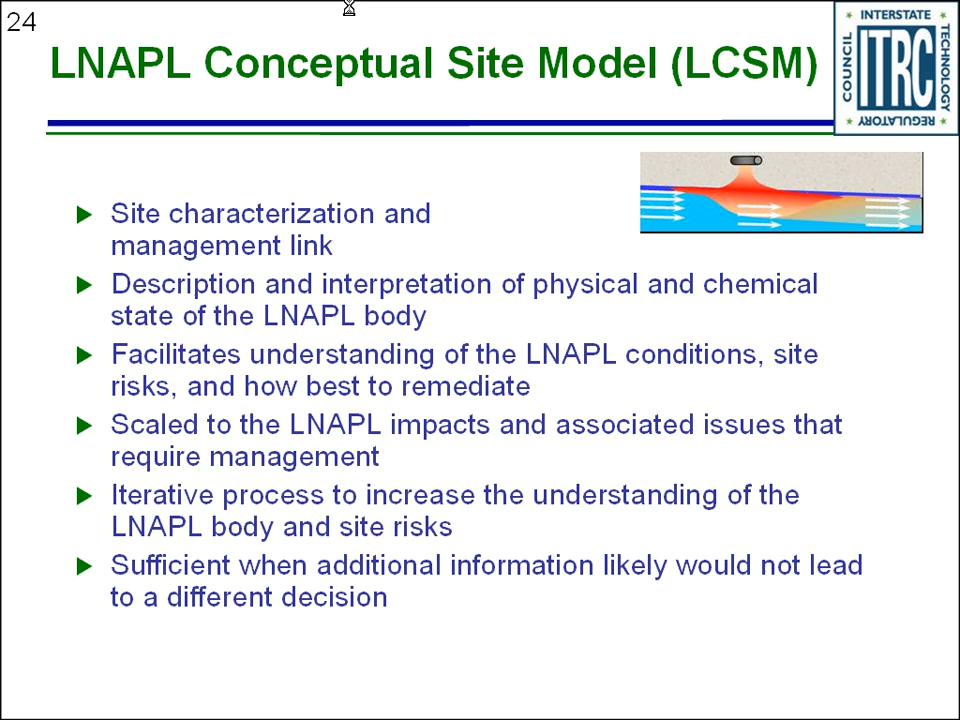 24
LNAPL Conceptual Site Model (LCSM)
INTERSTATE
COUNCIL
ITRC
TECHNOLOGY
REGULATORY
Site characterization and
management link
Description and interpretation of physical and chemical
state of the LNAPL body
Facilitates understanding of the LNAPL conditions, site
risks, and how best to remediate
Scaled to the LNAPL impacts and associated issues that
require management
Iterative process to increase the understanding of the
LNAPL body and site risks
Sufficient when additional information likely would not lead
to a different decision